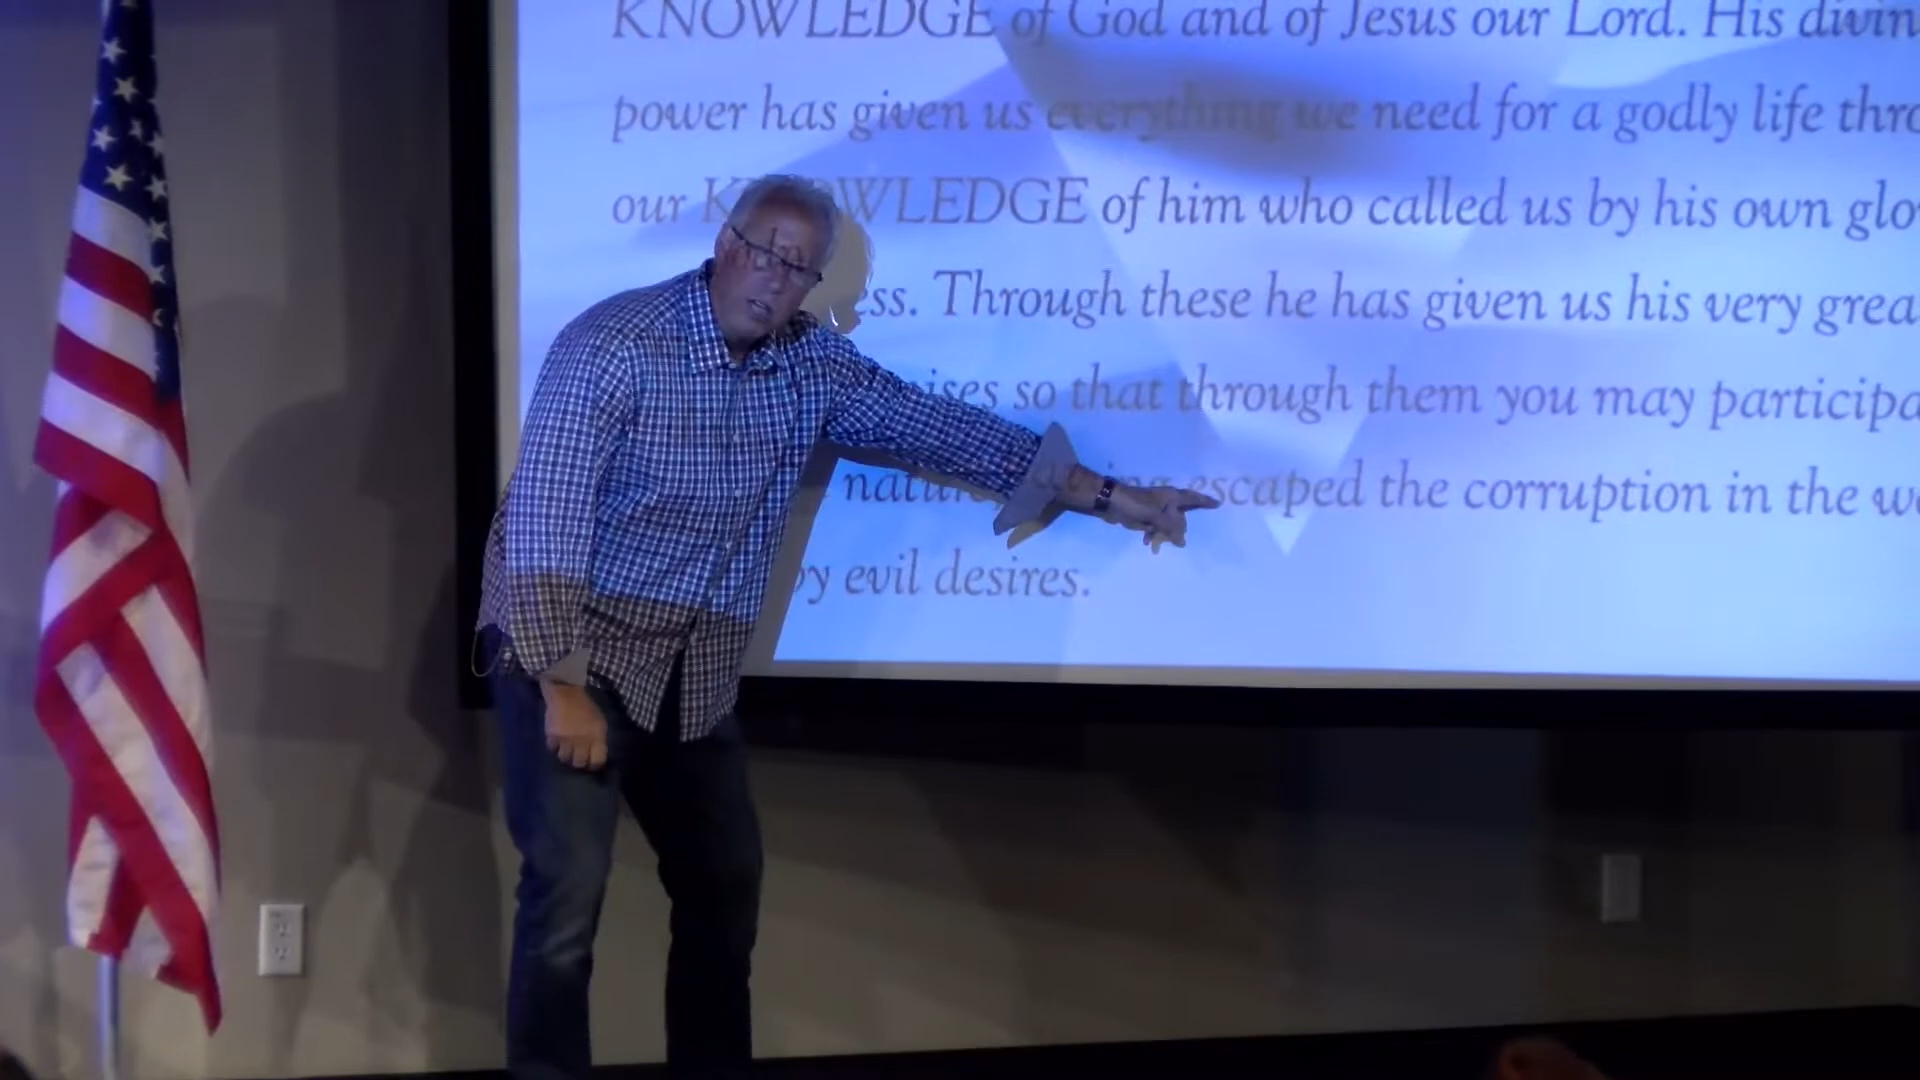 KNOWLEDGE of God and of Jesus our Lord. His divin
power has given us everything we need for a godly life thro
our KNOWLEDGE of him who called us by his own glo
ess. Through these he has given us his very grea
ises so that through them you may participa
escaped the corruption in the w
by evil desires.